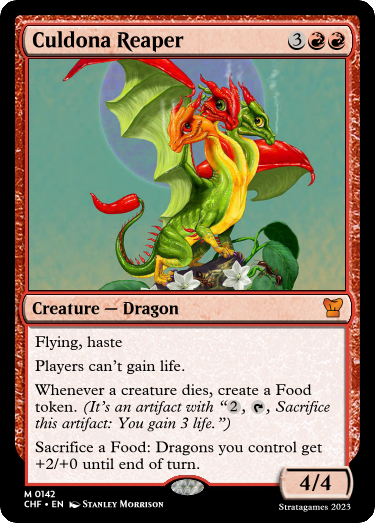 Culdona Reaper 3
Creature — Dragon
Flying, haste
Players can’t gain life.
Whenever a creature dies, create a Food
token. (It’s an artifact with “2, , Sacrifice
this artifact: You gain 3 life.”)
Sacrifice a Food: Dragons you control get
+2/+0 until end of turn.
4/4
M 0142
CHF • EN Stanley Morrison
Stratagames 2023